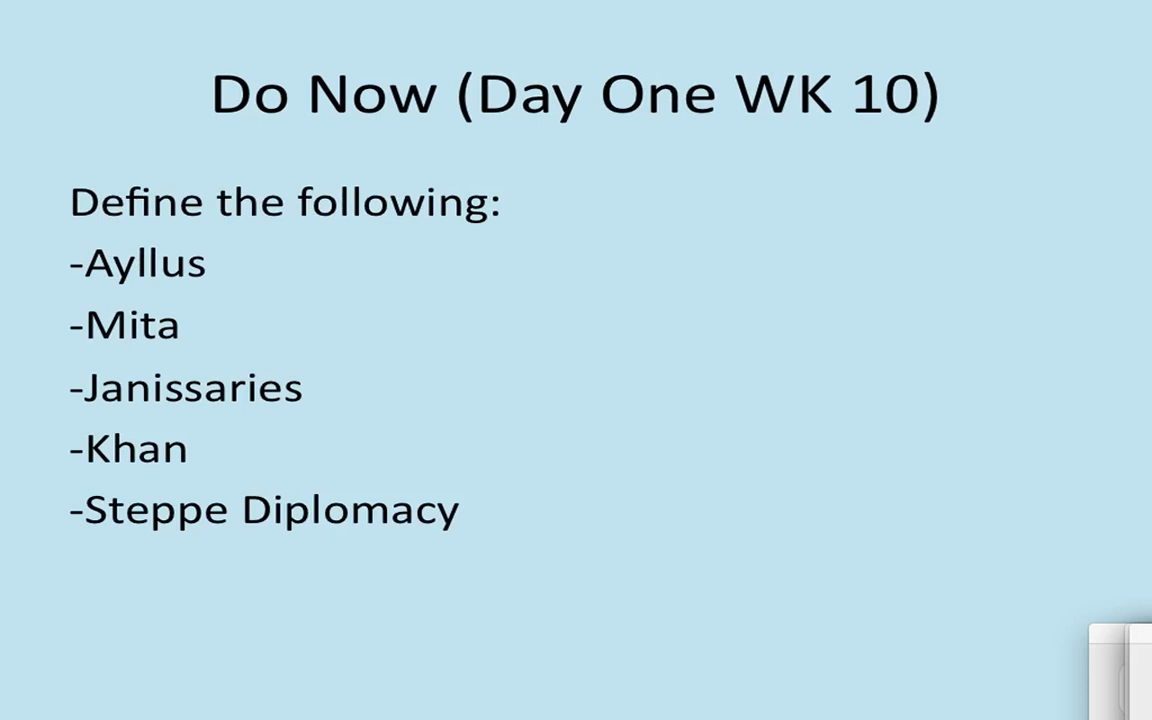 Do Now (Day One WK 10)
Define the following:
-Ayllus
-Mita
-Janissaries
-Khan
-Steppe Diplomacy